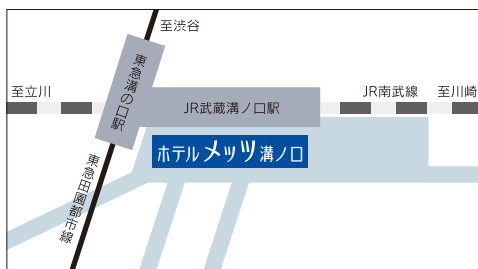 至渋谷
東急溝の口駅
至立川
JR武蔵溝ノ口駅
JR南武線
至川崎
ホテルメッツ溝ノ口
東急田園都市線